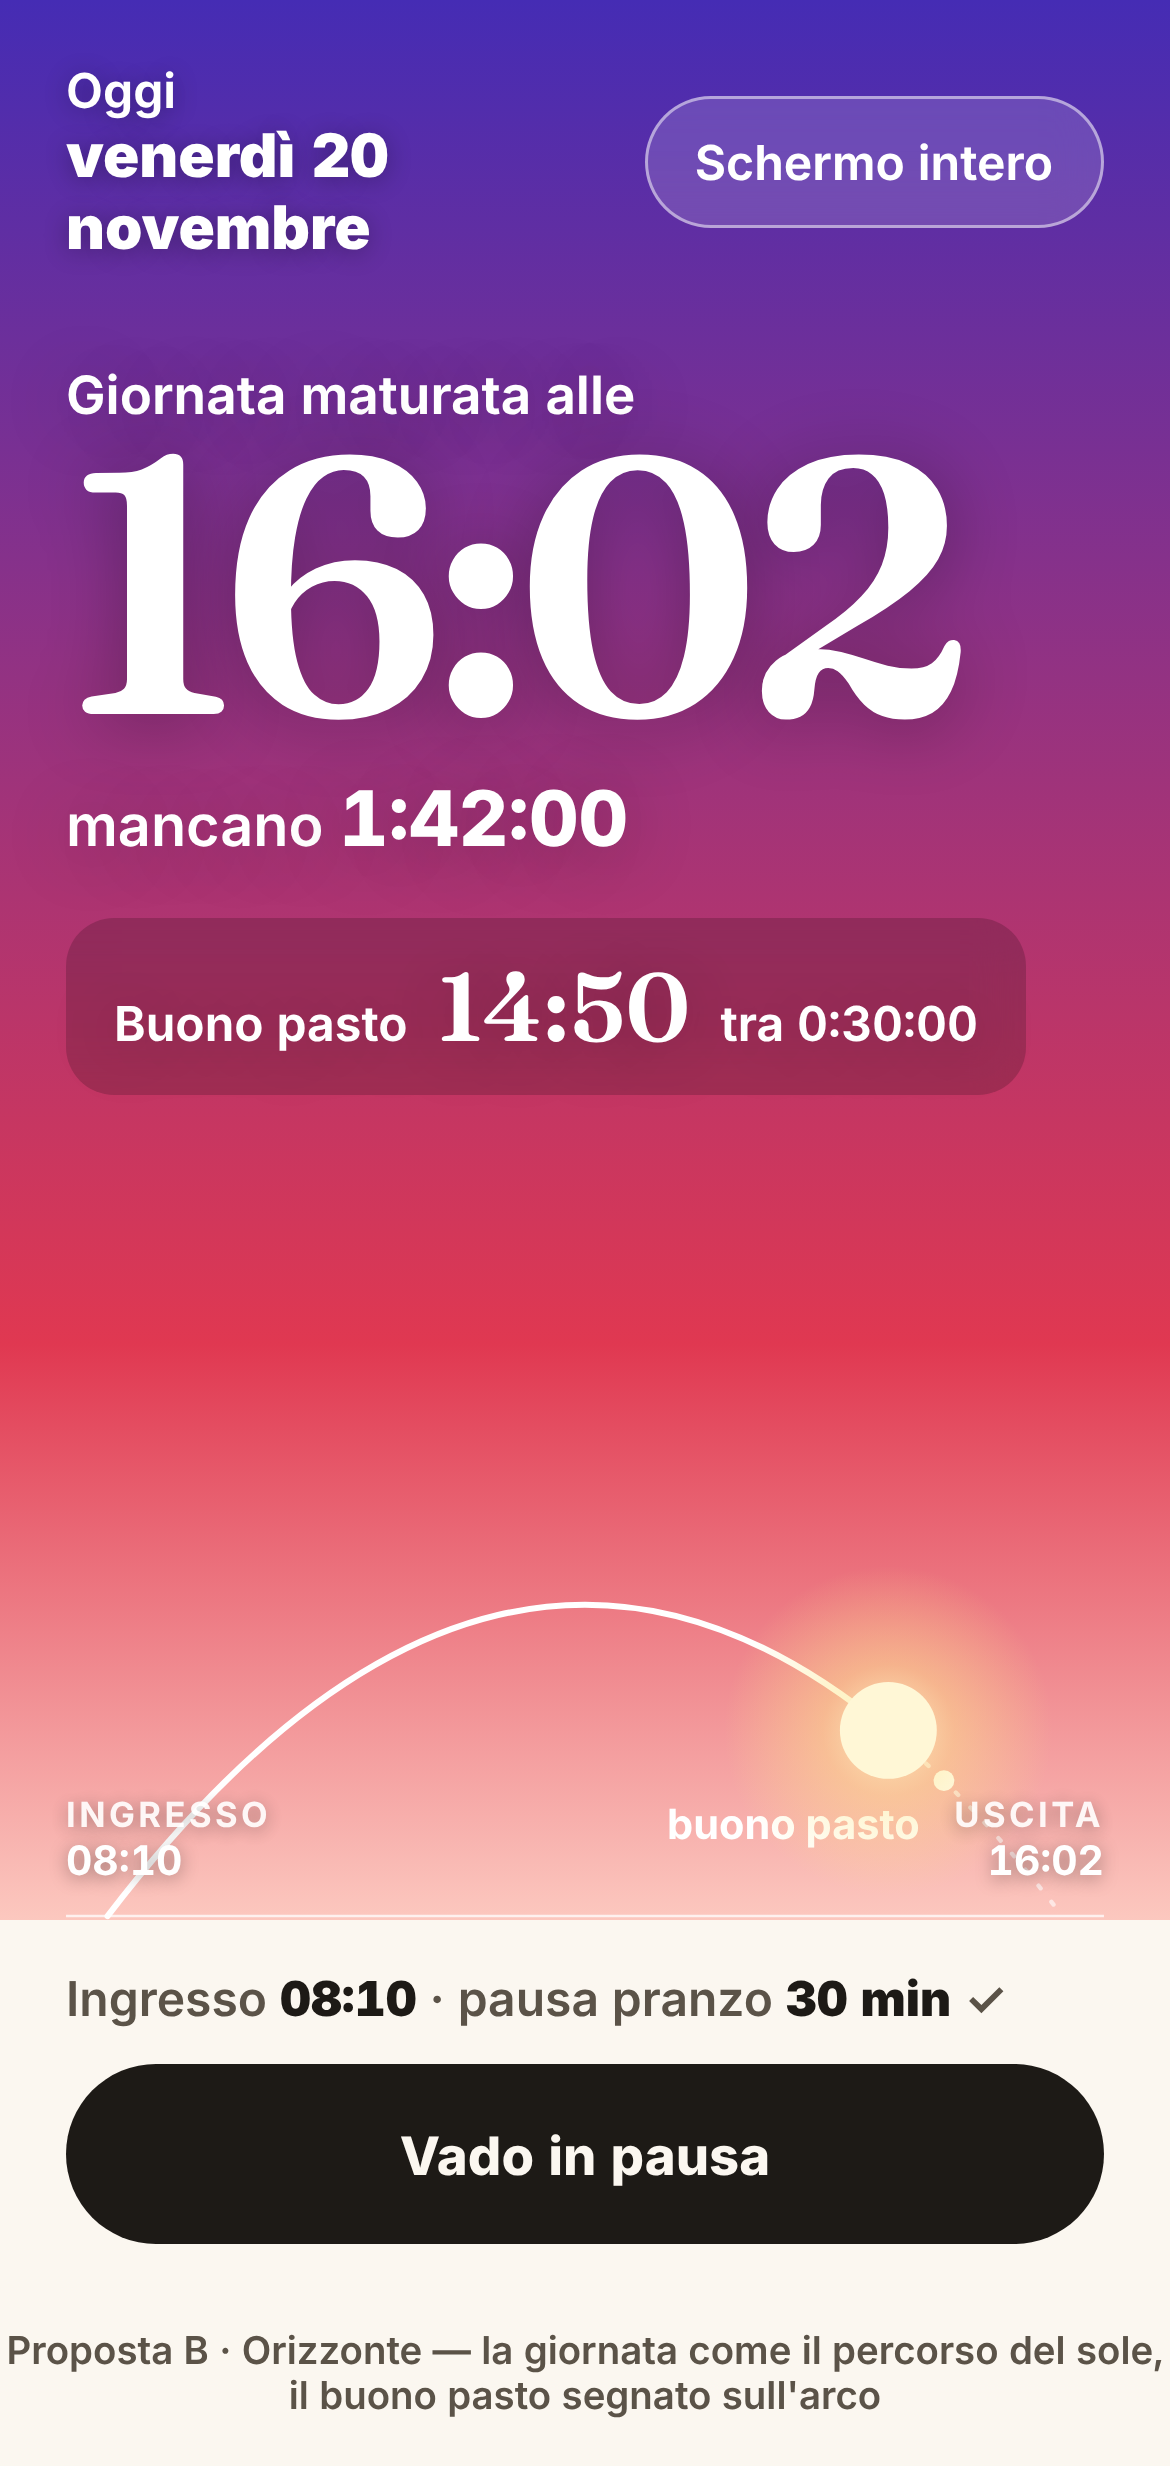 Oggi
venerdì 20
novembre
Schermo intero
Giornata maturata alle
16:02
mancano 1:42:00
Buono pasto 14:50 tra 0:30:00
INGRESSO
08:10
buono pasto
USCITA
16:02
Ingresso 08:10 · pausa pranzo 30 min ✓
Vado in pausa
Proposta B · Orizzonte — la giornata come il percorso del sole,
il buono pasto segnato sull'arco